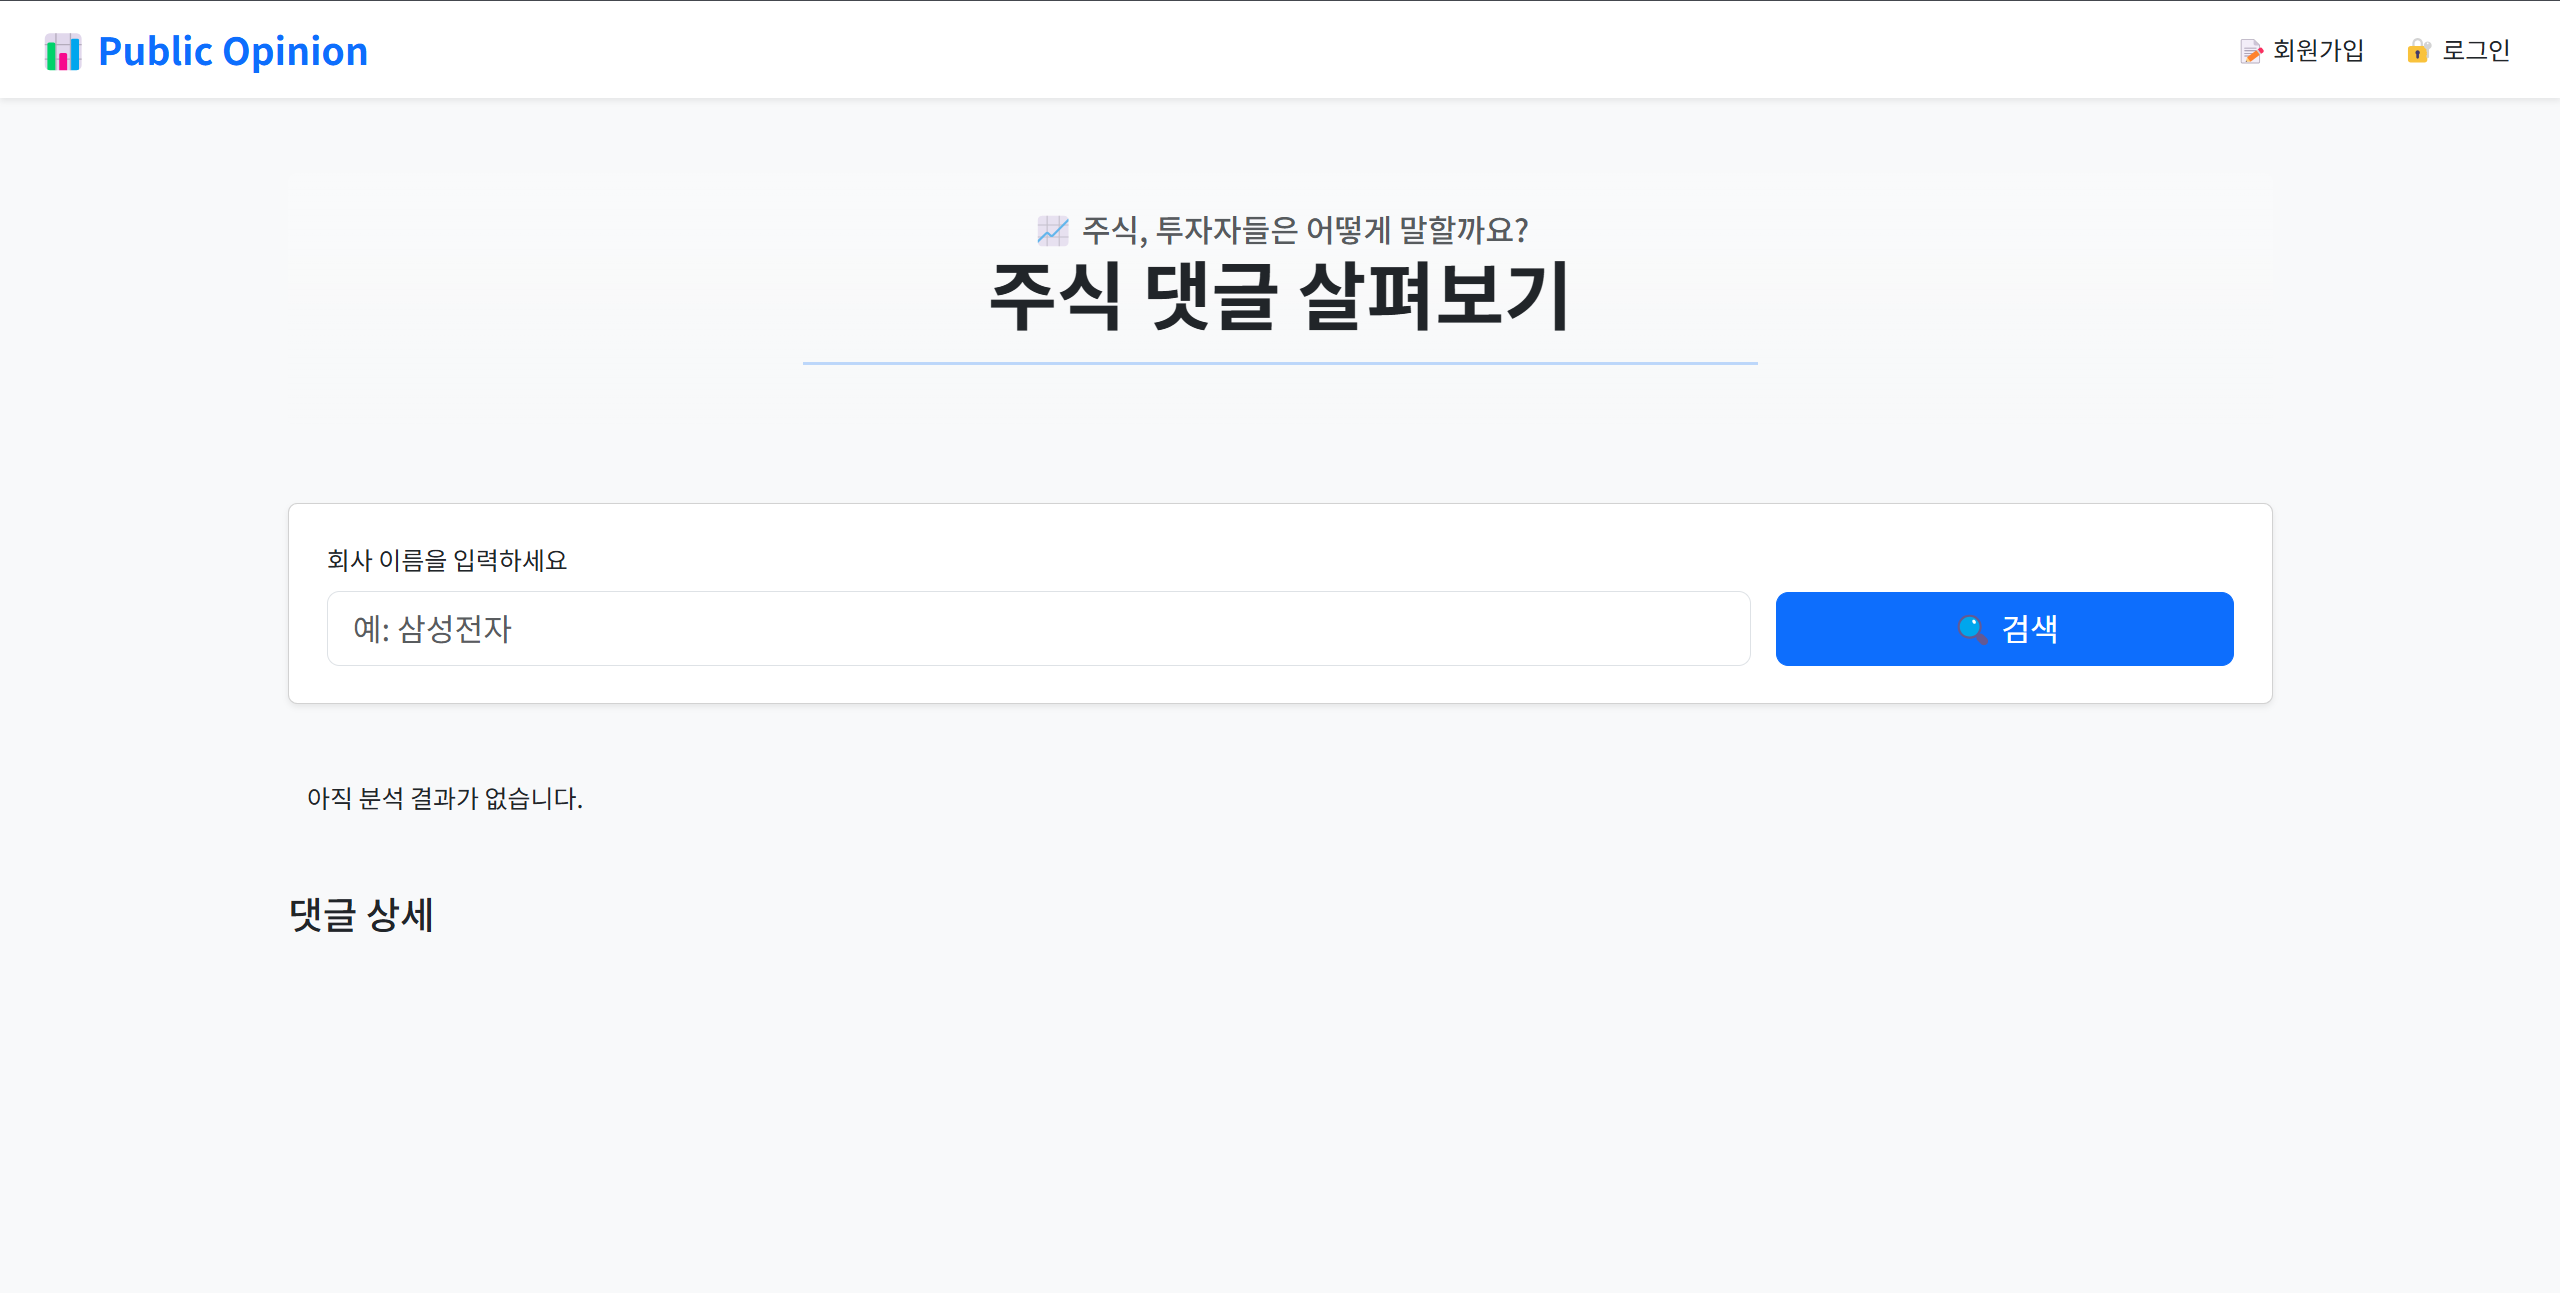 Public Opinion
회원가입
로그인
주식, 투자자들은 어떻게 말할까요?
주식 댓글 살펴보기
회사 이름을 입력하세요
예: 삼성전자
검색
아직 분석 결과가 없습니다.
댓글 상세